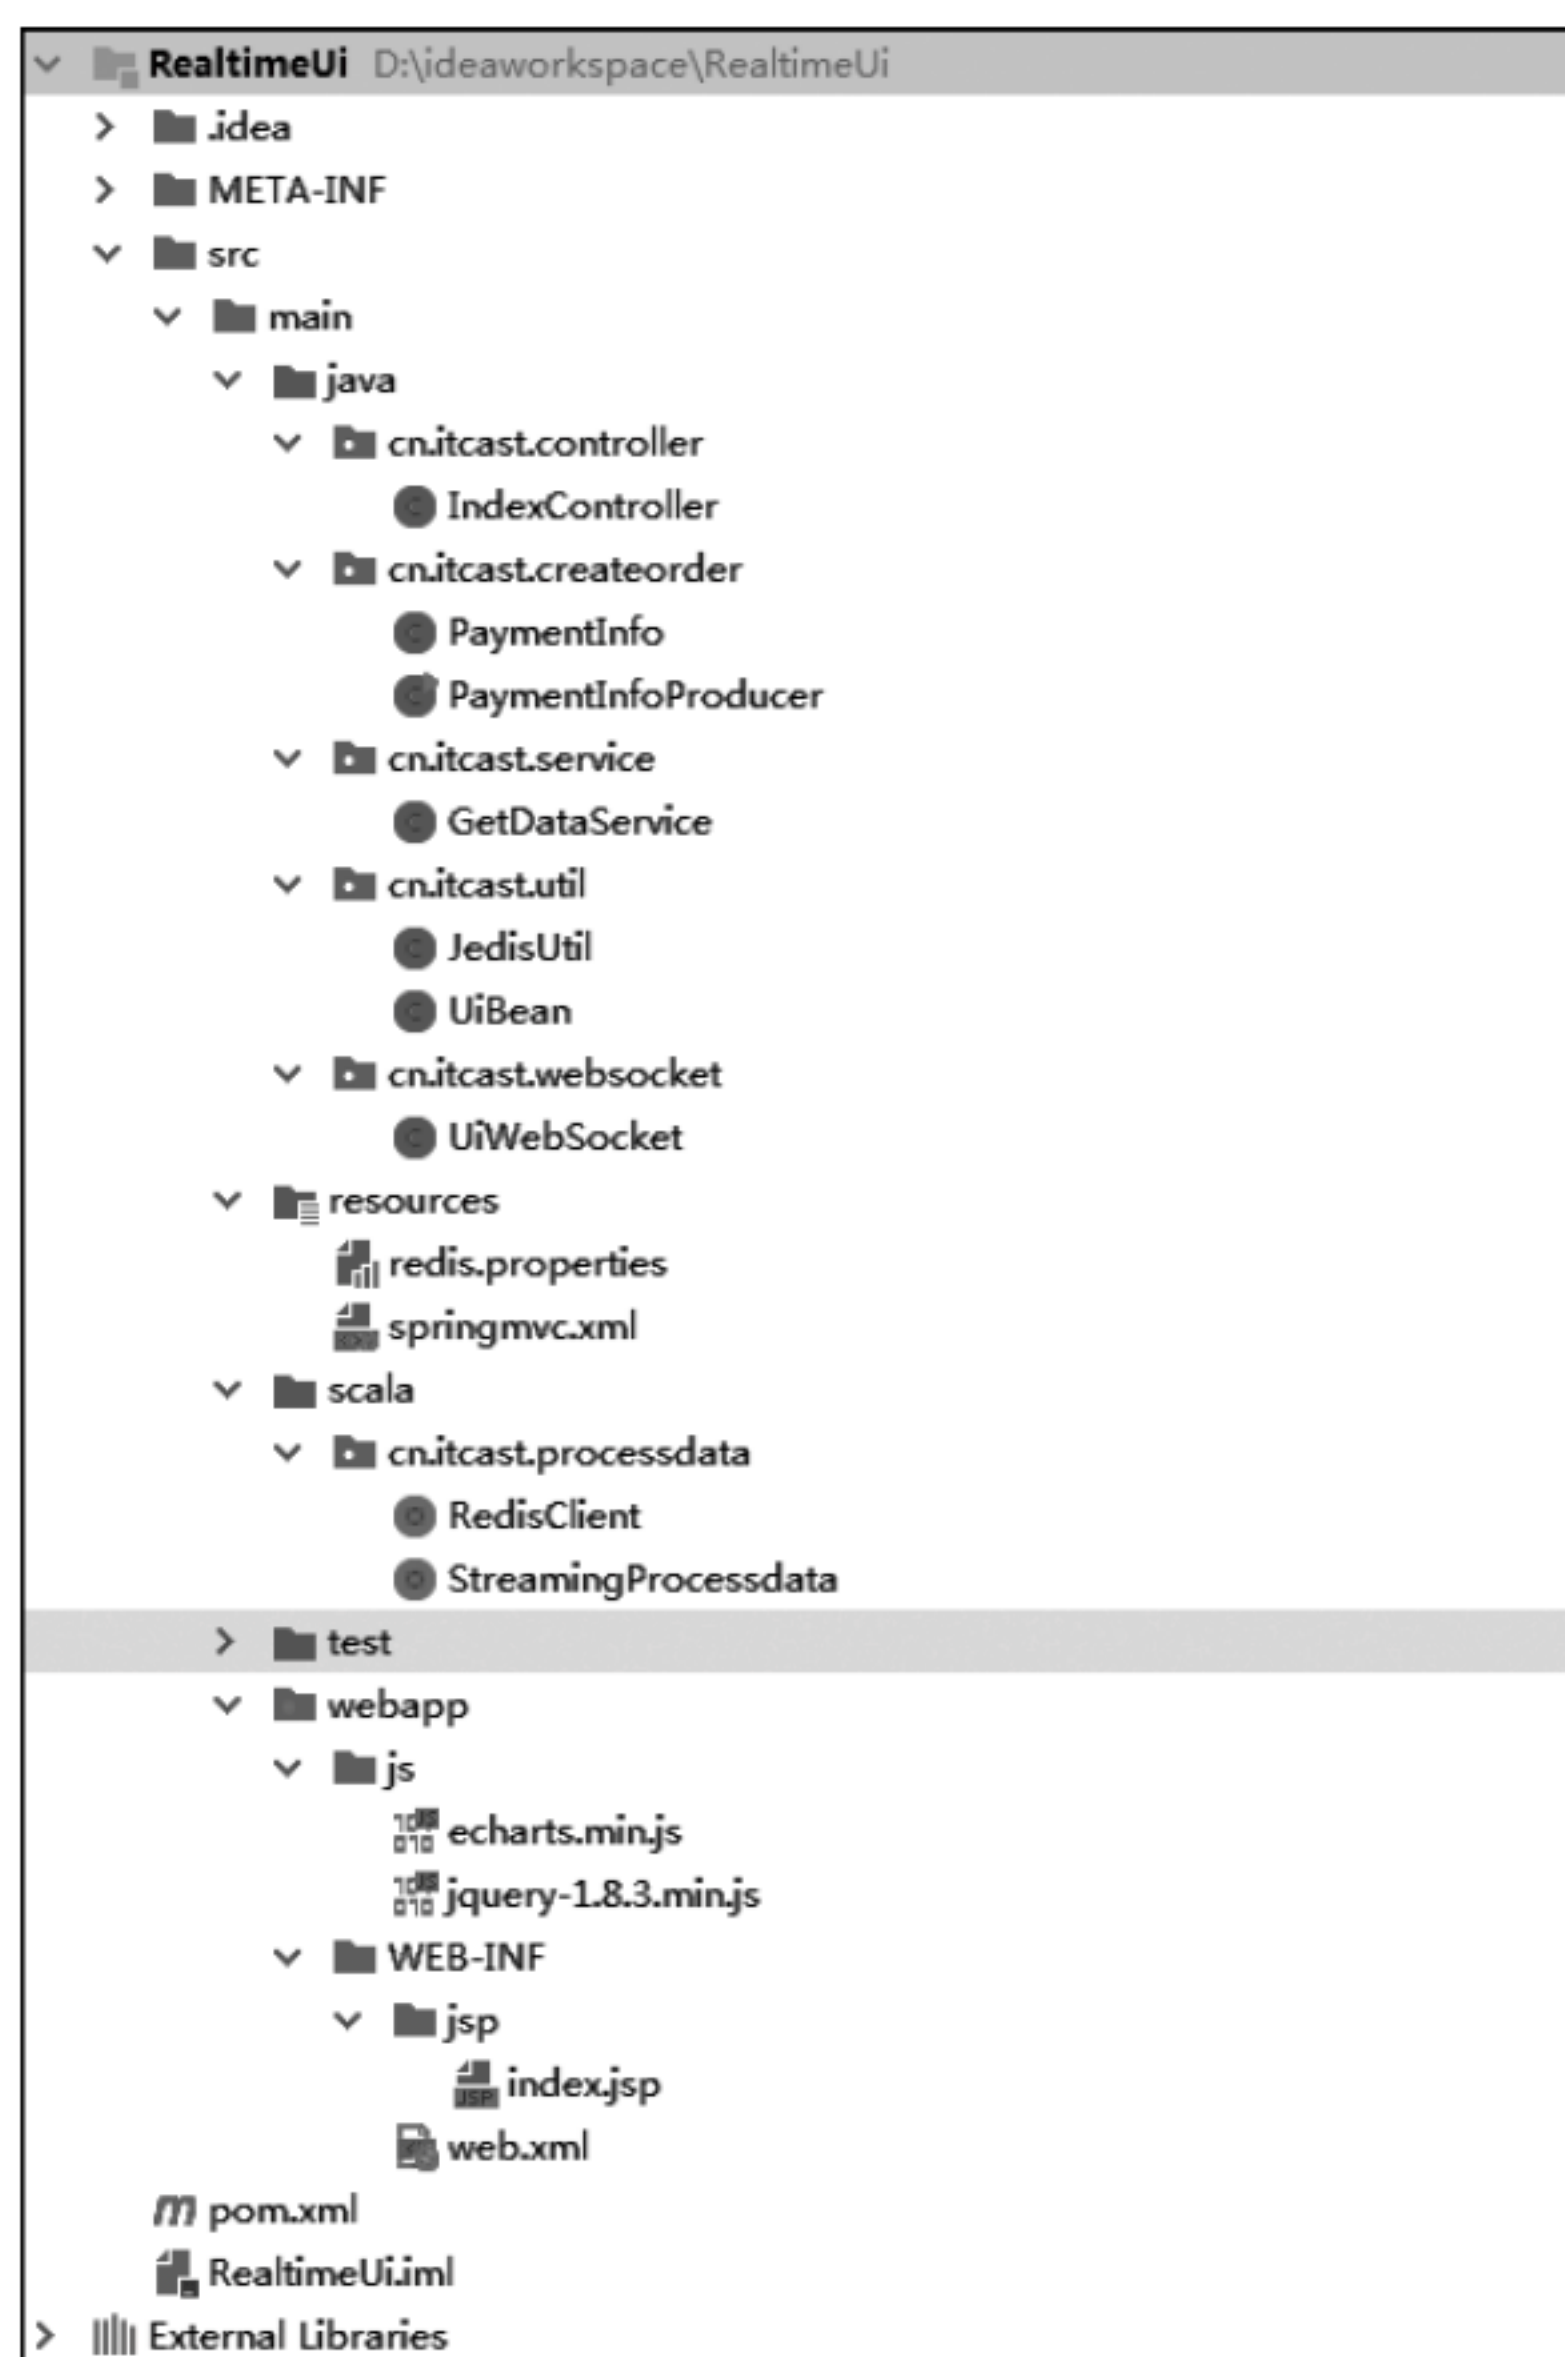 RealtimeUi D:\ideaworkspace\RealtimeUi
.idea
META-INF
src
main
java
cn.itcast.controller
IndexController
cn.itcast.createorder
PaymentInfo
PaymentInfoProducer
cn.itcast.service
GetDataService
cn.itcast.util
JedisUtil
UiBean
cn.itcast.websocket
UiWebSocket
resources
redis.properties
springmvc.xml
scala
cn.itcast.processdata
RedisClient
StreamingProcessdata
test
webapp
js
echarts.min.js
jquery-1.8.3.min.js
WEB-INF
jsp
index.jsp
web.xml
pom.xml
RealtimeUi.iml
External Libraries